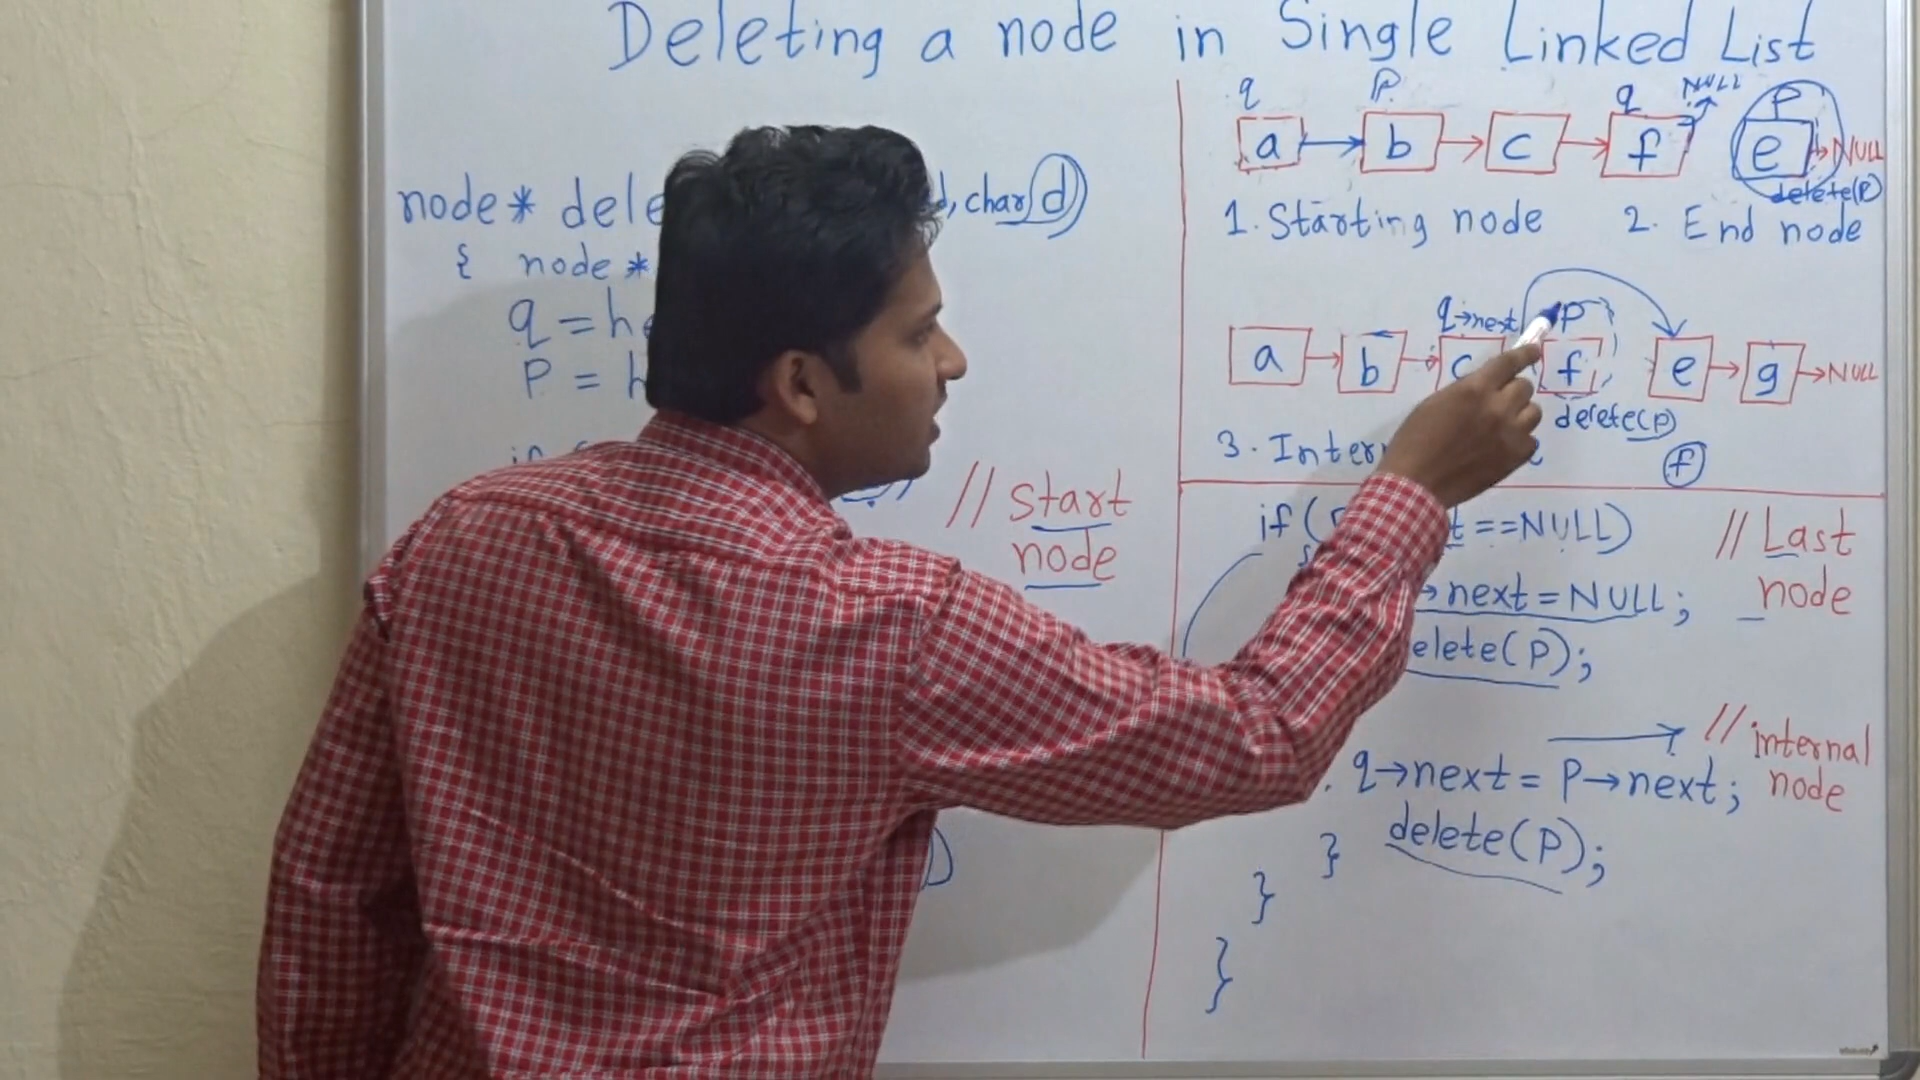 Deleting a node in Single Linked List
node* dele d, char d)
{ node*
q = he
P = h
// start
node
q P q NULL P
a b c f e NULL
delete(P)
1. Starting node 2. End node
q→next P
a b c f e g NULL
delete(P)
3. Inter f
if ( t ==NULL) // Last
→next = NULL; node
elete(P);
// internal
q→next = P→next; node
delete(P);
}
}
}